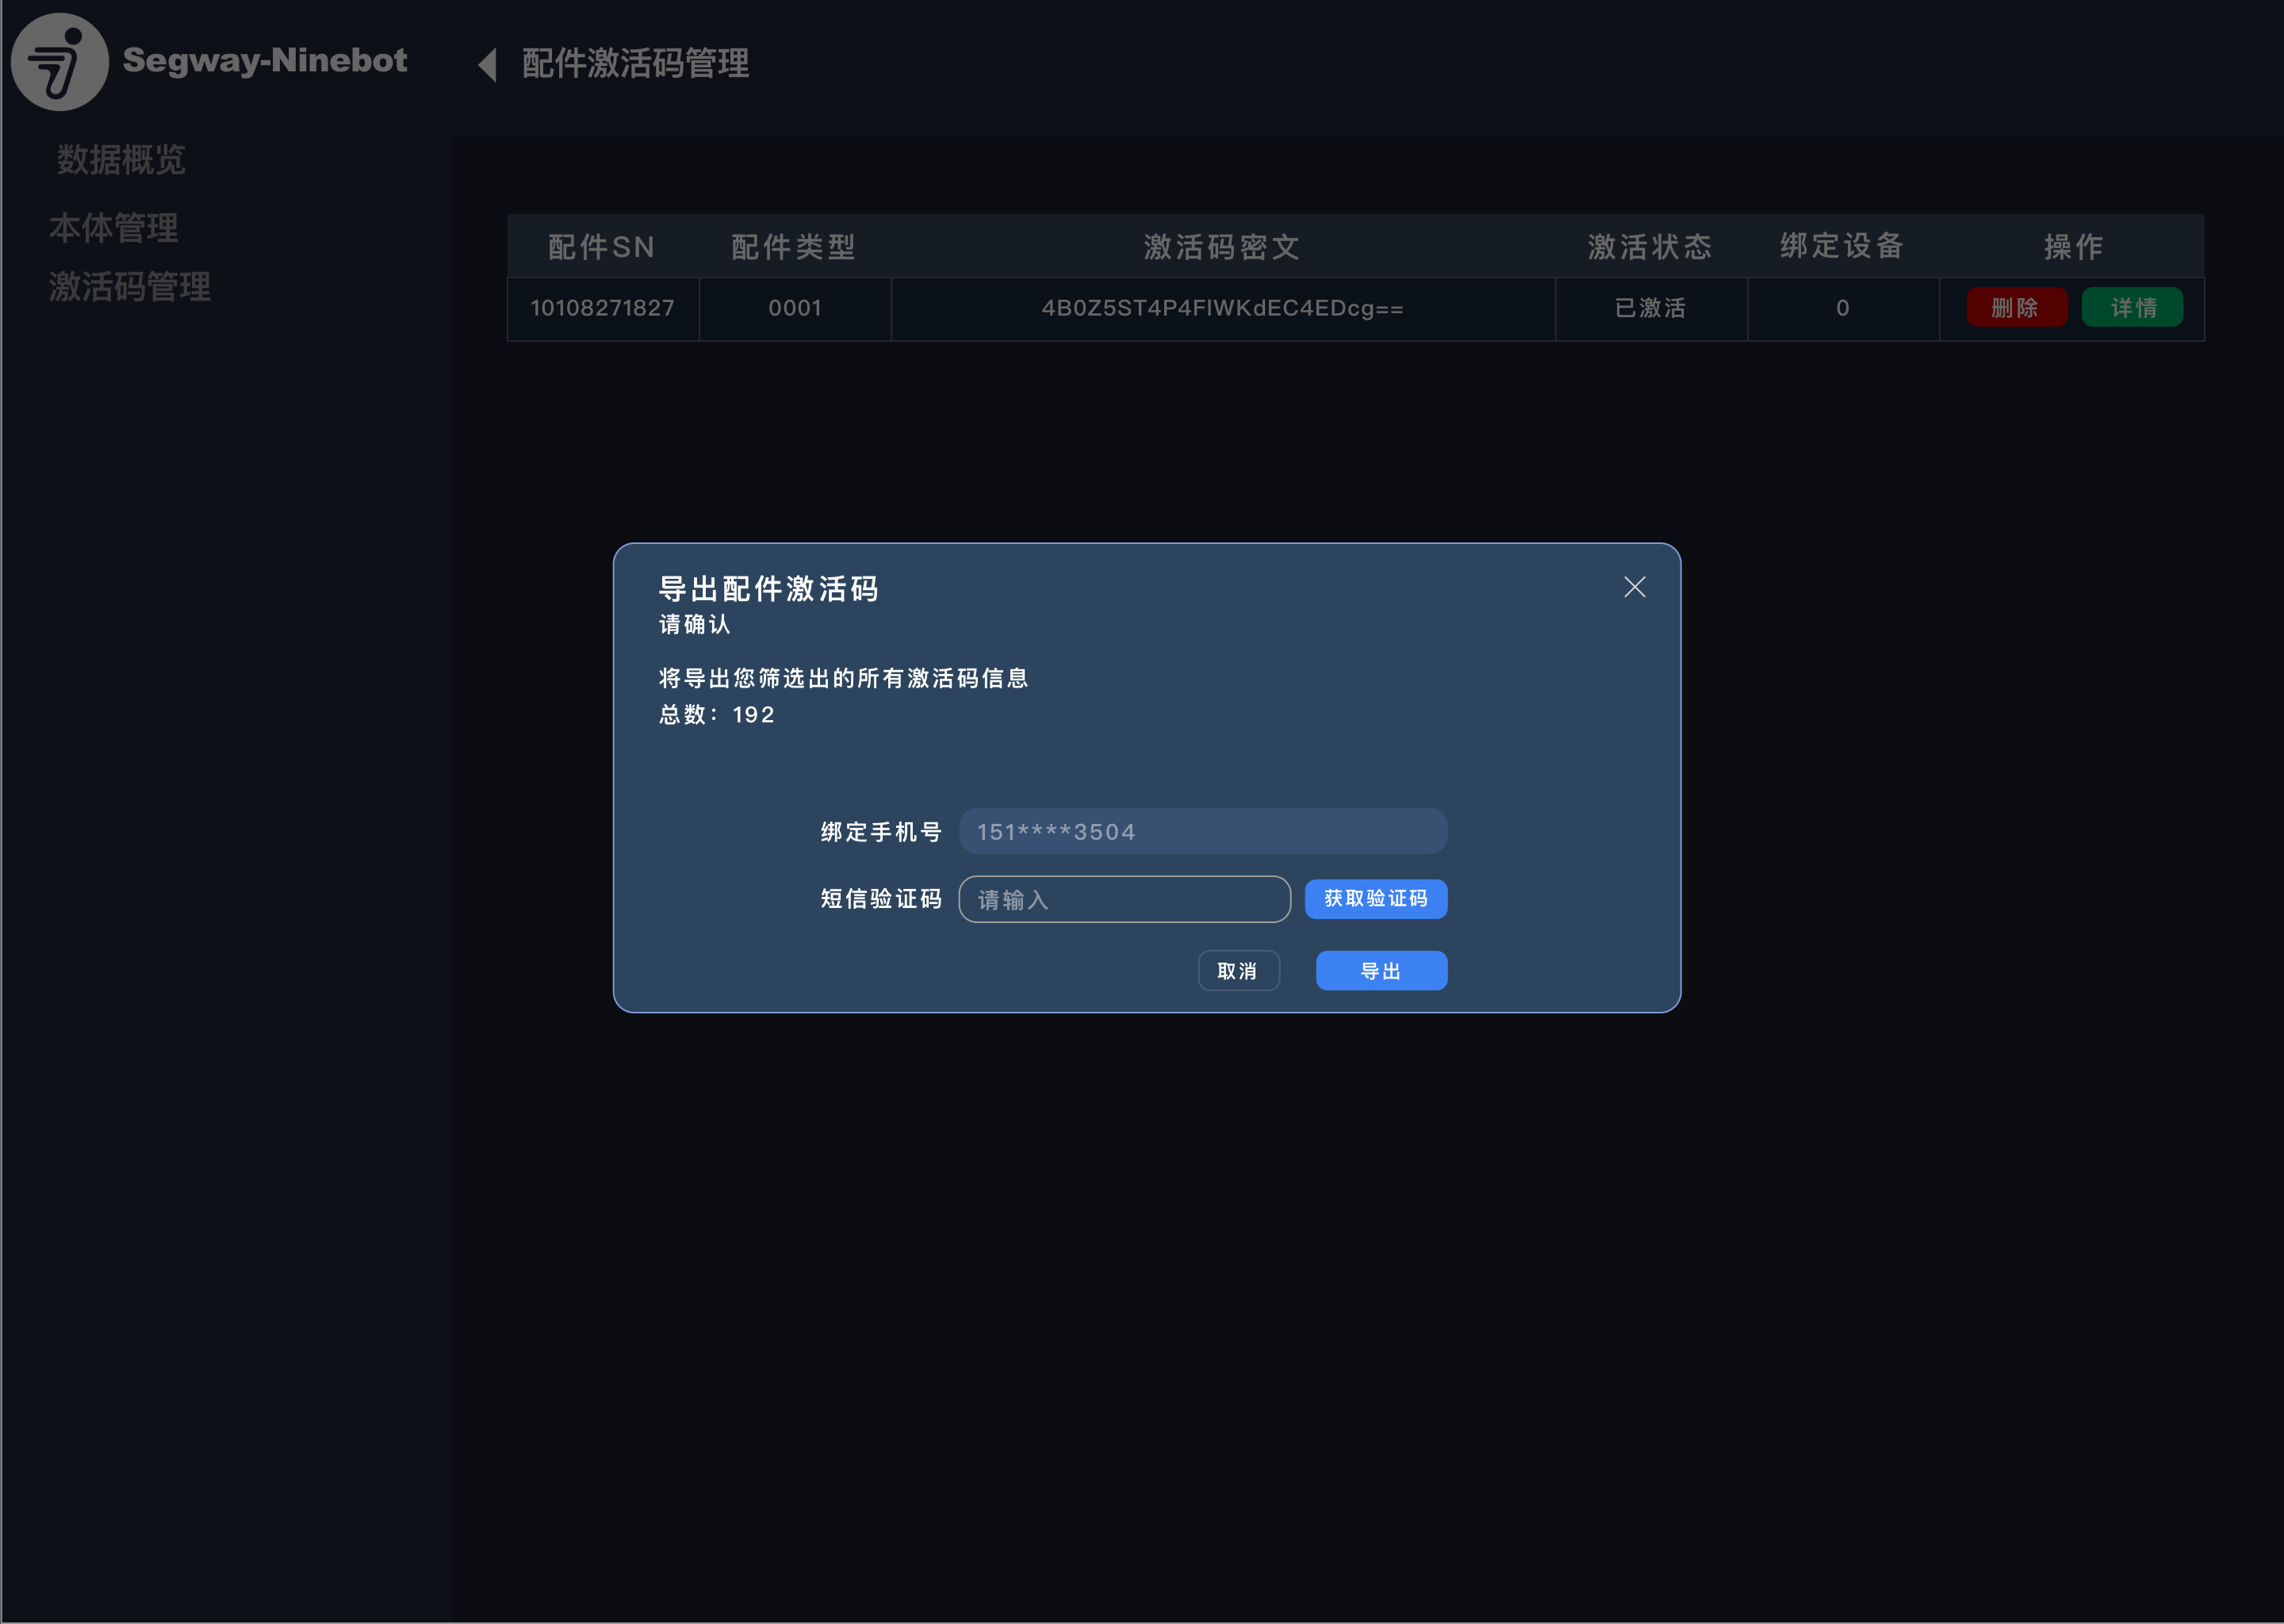 Segway-Ninebot
配件激活码管理
数据概览
本体管理
激活码管理
配件SN 配件类型 激活码密文 激活状态 绑定设备 操作
10108271827 0001 4B0Z5ST4P4FlWKdEC4EDcg== 已激活 0 删除 详情
导出配件激活码
请确认
将导出您筛选出的所有激活码信息
总数：192
绑定手机号 151****3504
短信验证码 请输入 获取验证码
取消 导出